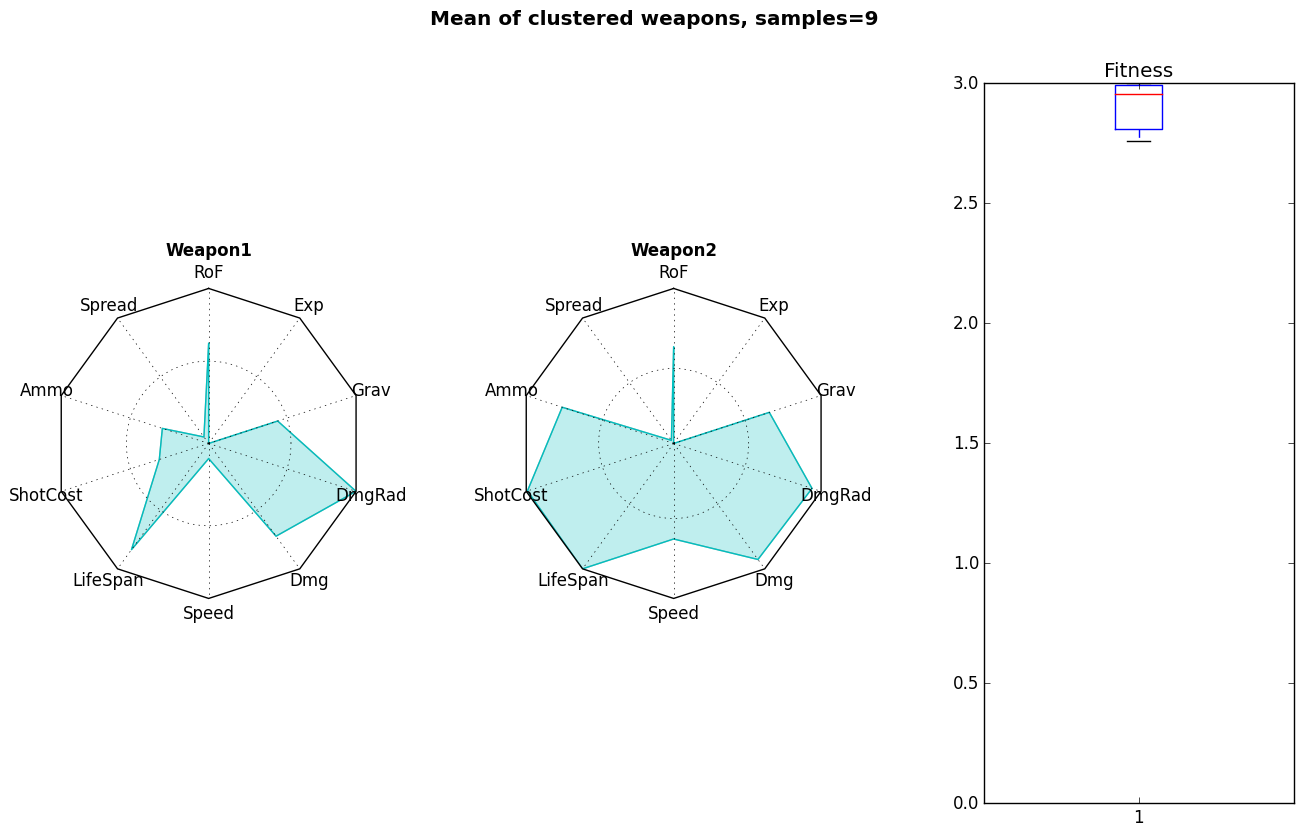 Mean of clustered weapons, samples=9
Weapon1
RoF
Spread
Exp
Ammo
Grav
ShotCost
DmgRad
LifeSpan
Dmg
Speed
Weapon2
RoF
Spread
Exp
Ammo
Grav
ShotCost
DmgRad
LifeSpan
Dmg
Speed
Fitness
3.0
2.5
2.0
1.5
1.0
0.5
0.0
1